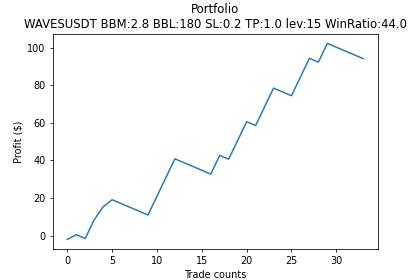 Portfolio
WAVESUSDT BBM:2.8 BBL:180 SL:0.2 TP:1.0 lev:15 WinRatio:44.0
100
80
60
40
20
0
Profit ($)
0 5 10 15 20 25 30
Trade counts